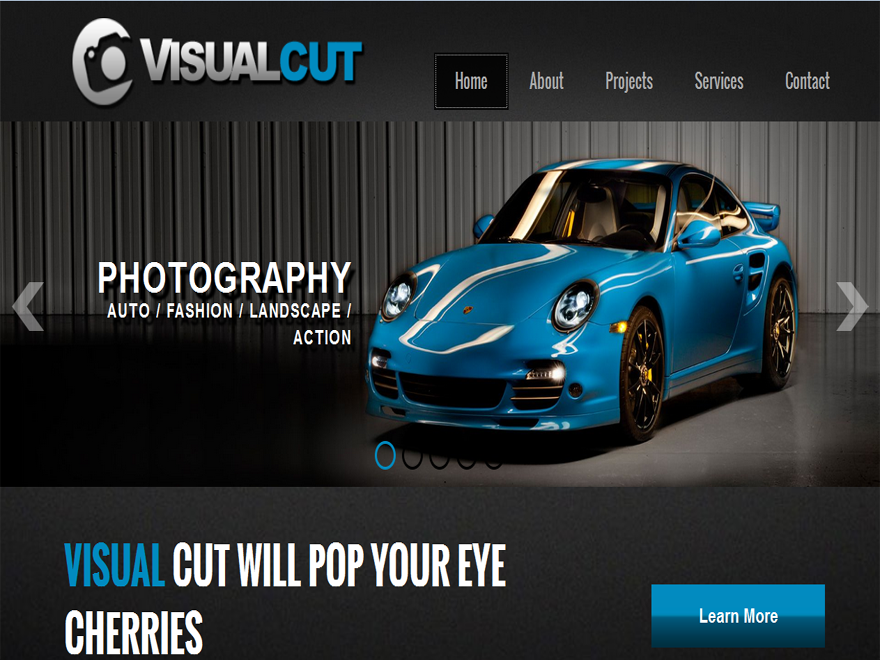 VISUALCUT
Home About Projects Services Contact
PHOTOGRAPHY
AUTO / FASHION / LANDSCAPE /
ACTION
VISUAL CUT WILL POP YOUR EYE
CHERRIES
Learn More